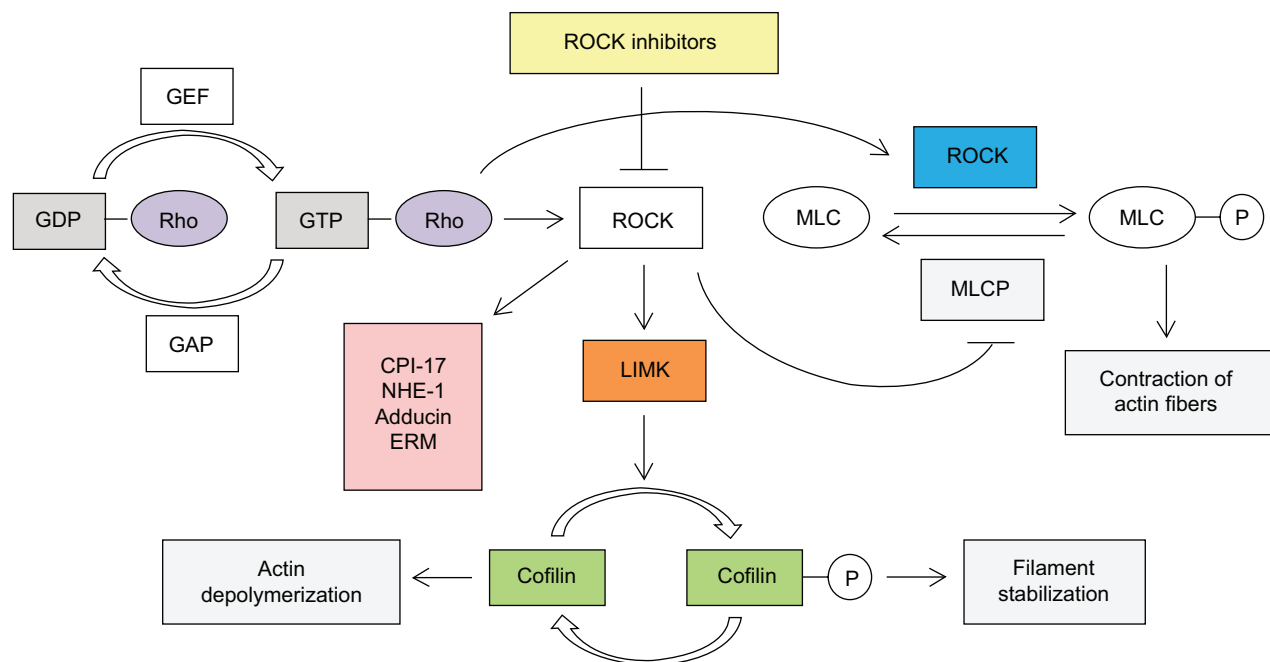 ROCK inhibitors
GEF
ROCK
GDP
Rho
GTP
Rho
ROCK
MLC
MLC
P
MLCP
GAP
CPI-17
NHE-1
Adducin
ERM
LIMK
Contraction of
actin fibers
Actin
depolymerization
Cofilin
Cofilin
P
Filament
stabilization